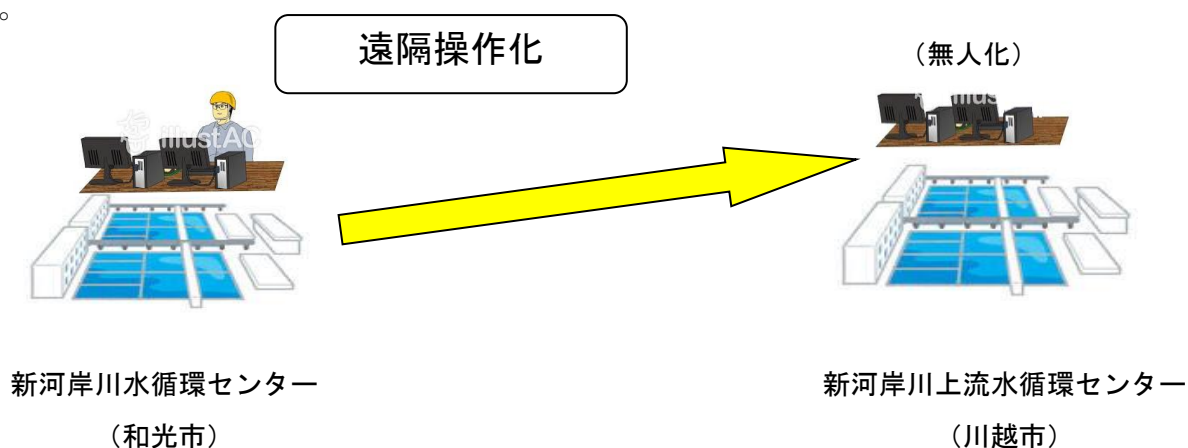 。
遠隔操作化
（無人化）
illustAC
illust
新河岸川水循環センター
（和光市）
新河岸川上流水循環センター
（川越市）